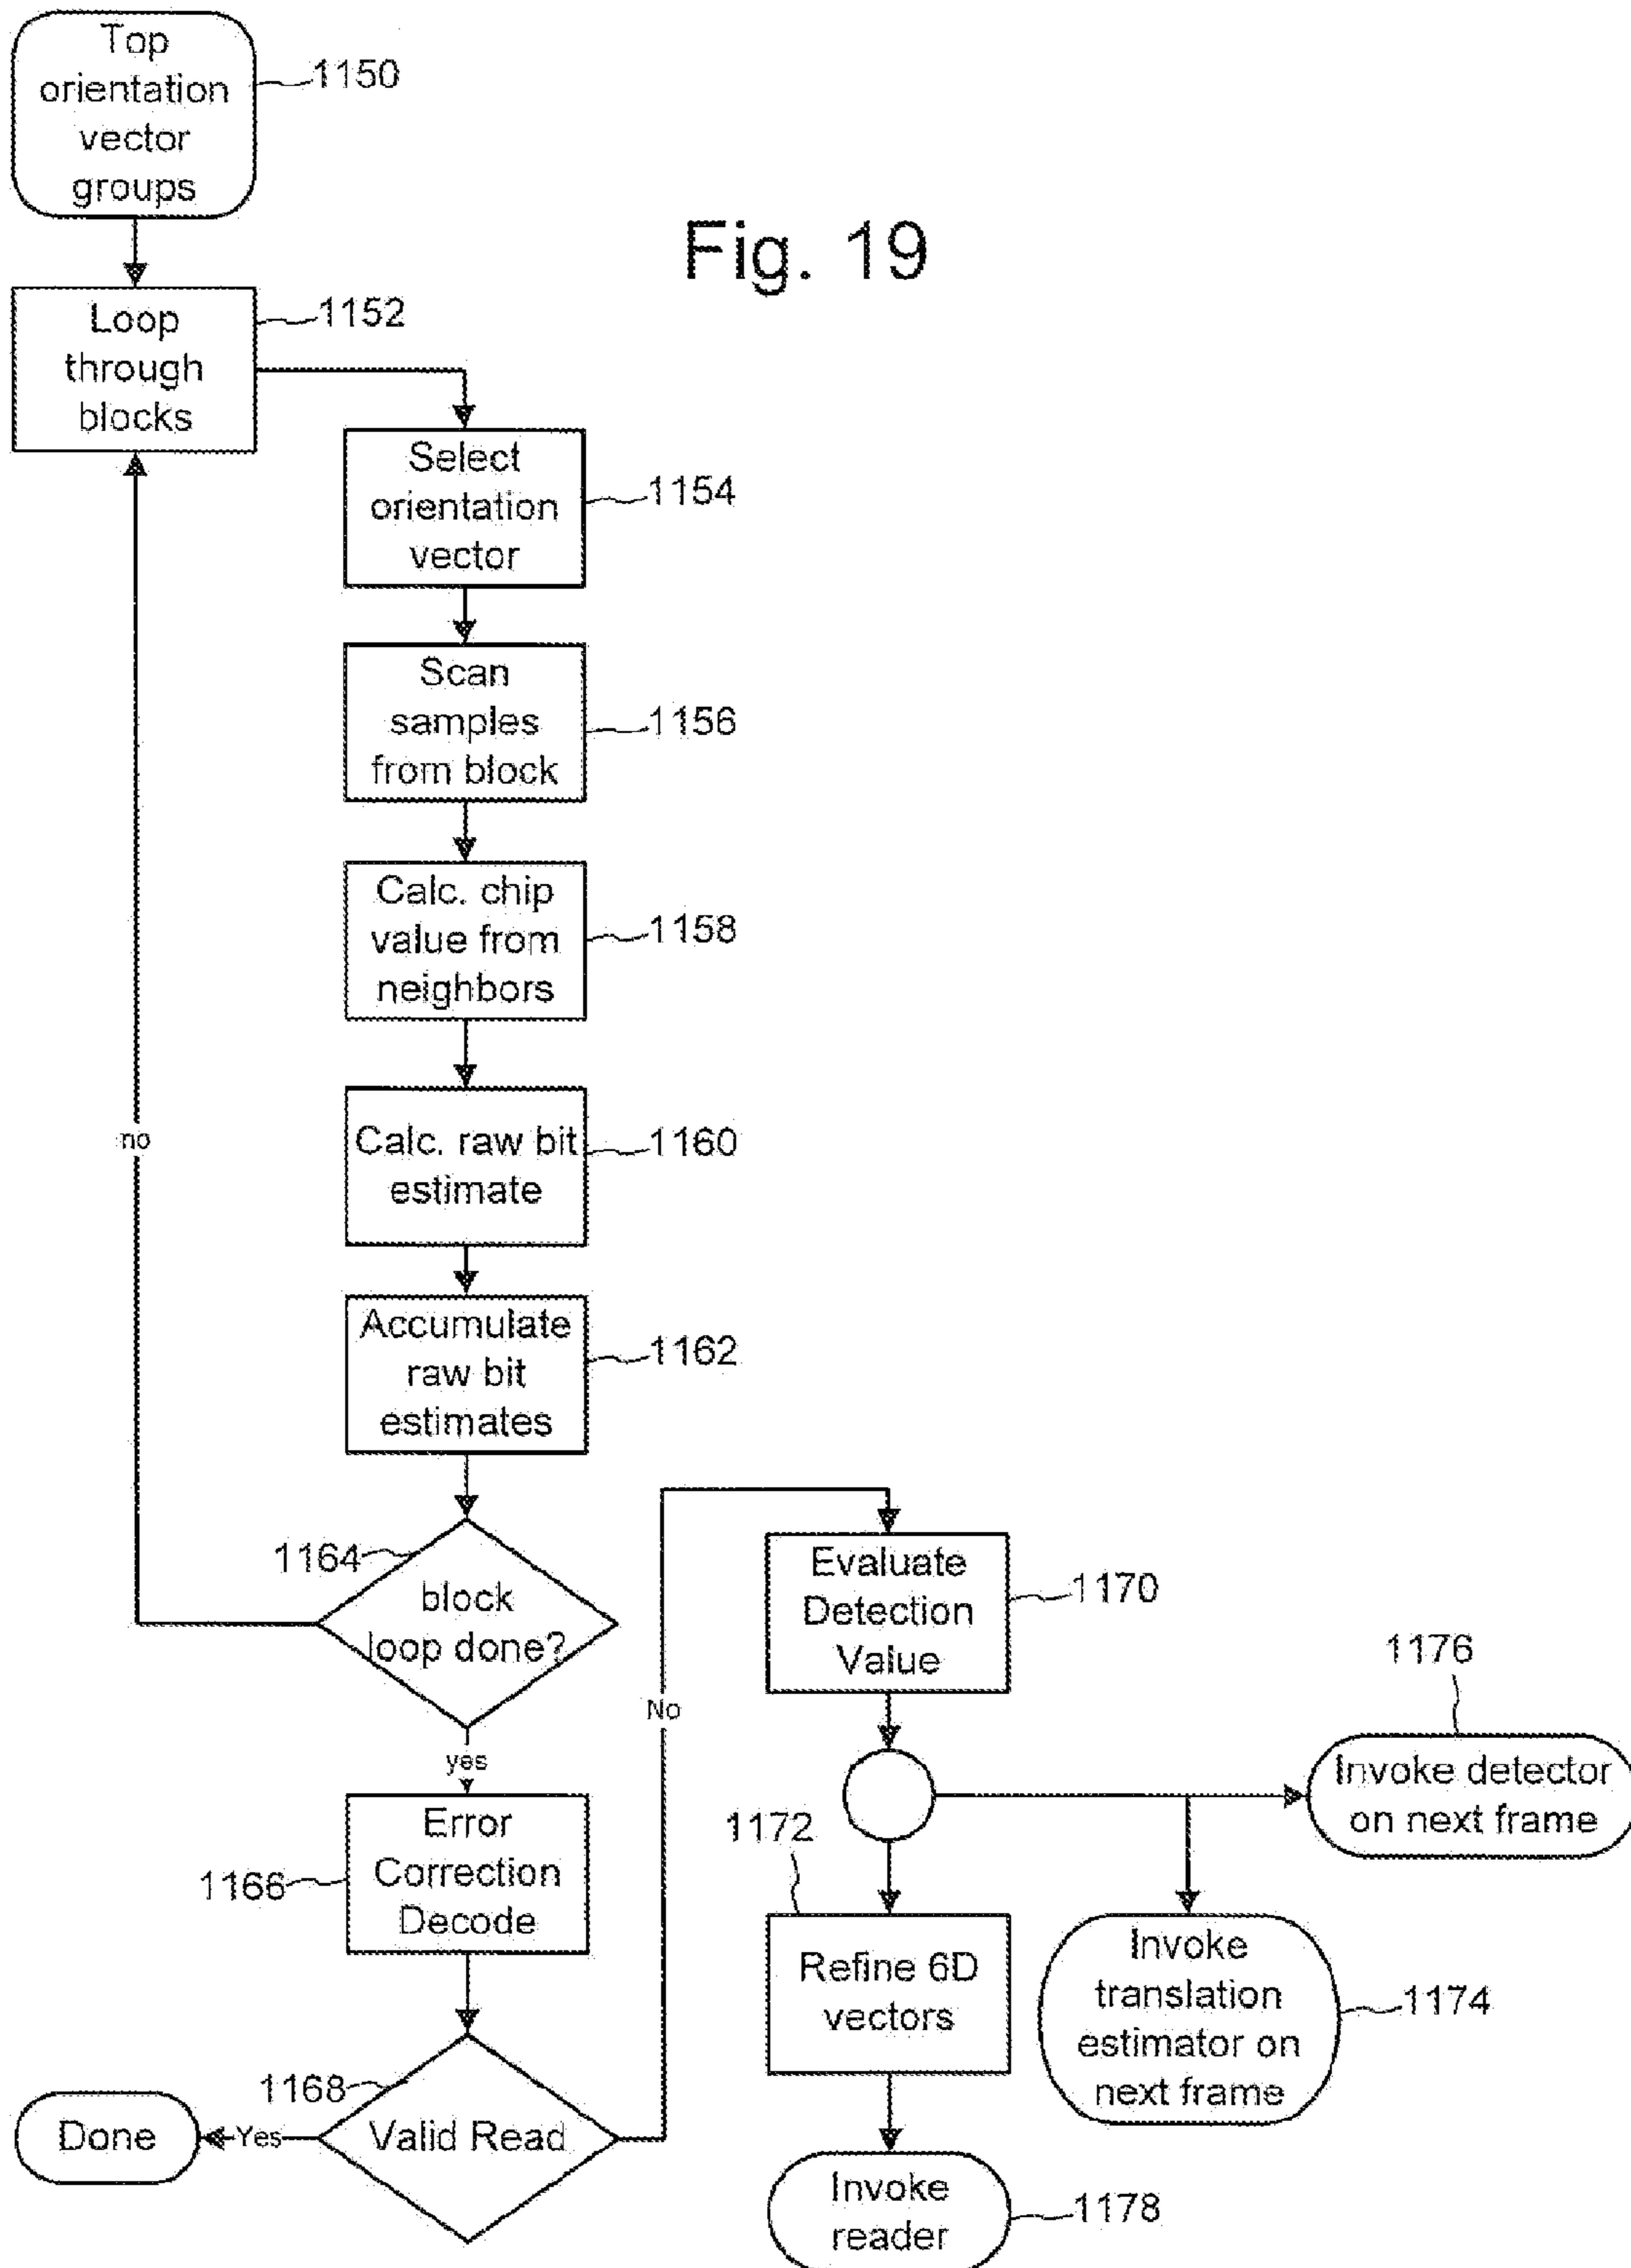 Top
orientation
vector
groups
1150
Fig. 19
Loop
through
blocks
1152
Select
orientation
vector
1154
Scan
samples
from block
1156
Calc. chip
value from
neighbors
1158
no
Calc. raw bit
estimate
1160
Accumulate
raw bit
estimates
1162
1164
block
loop done?
yes
Error
Correction
Decode
1166
1168
Valid Read
Yes
Done
No
Evaluate
Detection
Value
1170
1176
Invoke detector
on next frame
1172
Refine 6D
vectors
Invoke
translation
estimator on
next frame
1174
Invoke
reader
1178